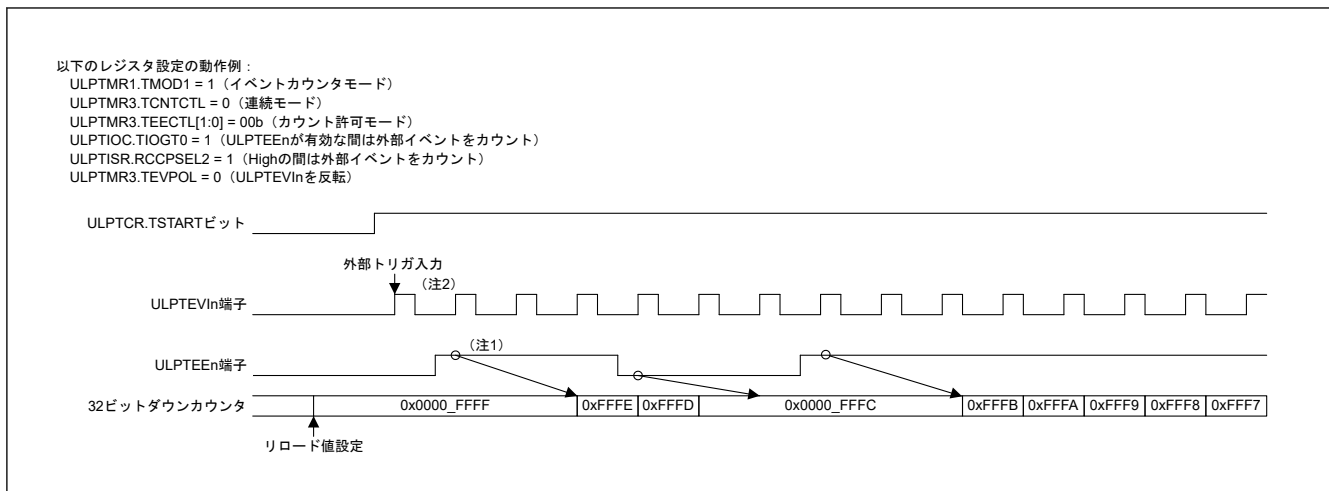 以下のレジスタ設定の動作例：
ULPTMR1.TMOD1 = 1（イベントカウンタモード）
ULPTMR3.TCNTCTL = 0（連続モード）
ULPTMR3.TEECTL[1:0] = 00b（カウント許可モード）
ULPTIOC.TIOGT0 = 1（ULPTEEnが有効な間は外部イベントをカウント）
ULPTISR.RCCPSEL2 = 1（Highの間は外部イベントをカウント）
ULPTMR3.TEVPOL = 0（ULPTEVInを反転）
ULPTCR.TSTARTビット
外部トリガ入力
（注2）
ULPTEVIn端子
（注1）
ULPTEEn端子
32ビットダウンカウンタ 0x0000_FFFF 0xFFFE 0xFFFD 0x0000_FFFC 0xFFFB 0xFFFA 0xFFF9 0xFFF8 0xFFF7
リロード値設定